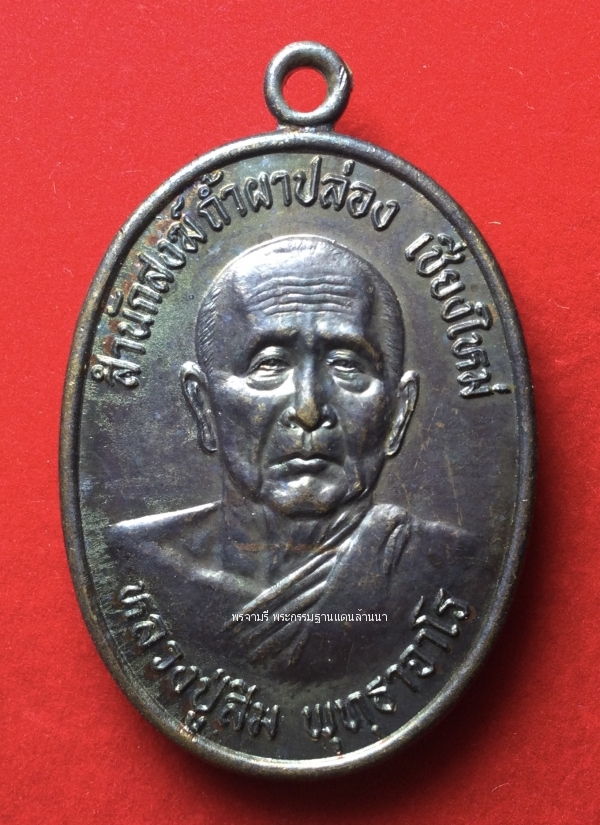 สำนักสงฆ์ถ้ำผาปล่อง เชียงใหม่
พรจามรี พระกรรมฐานแดนล้านนา
หลวงปู่สิม พุทฺธาจาโร